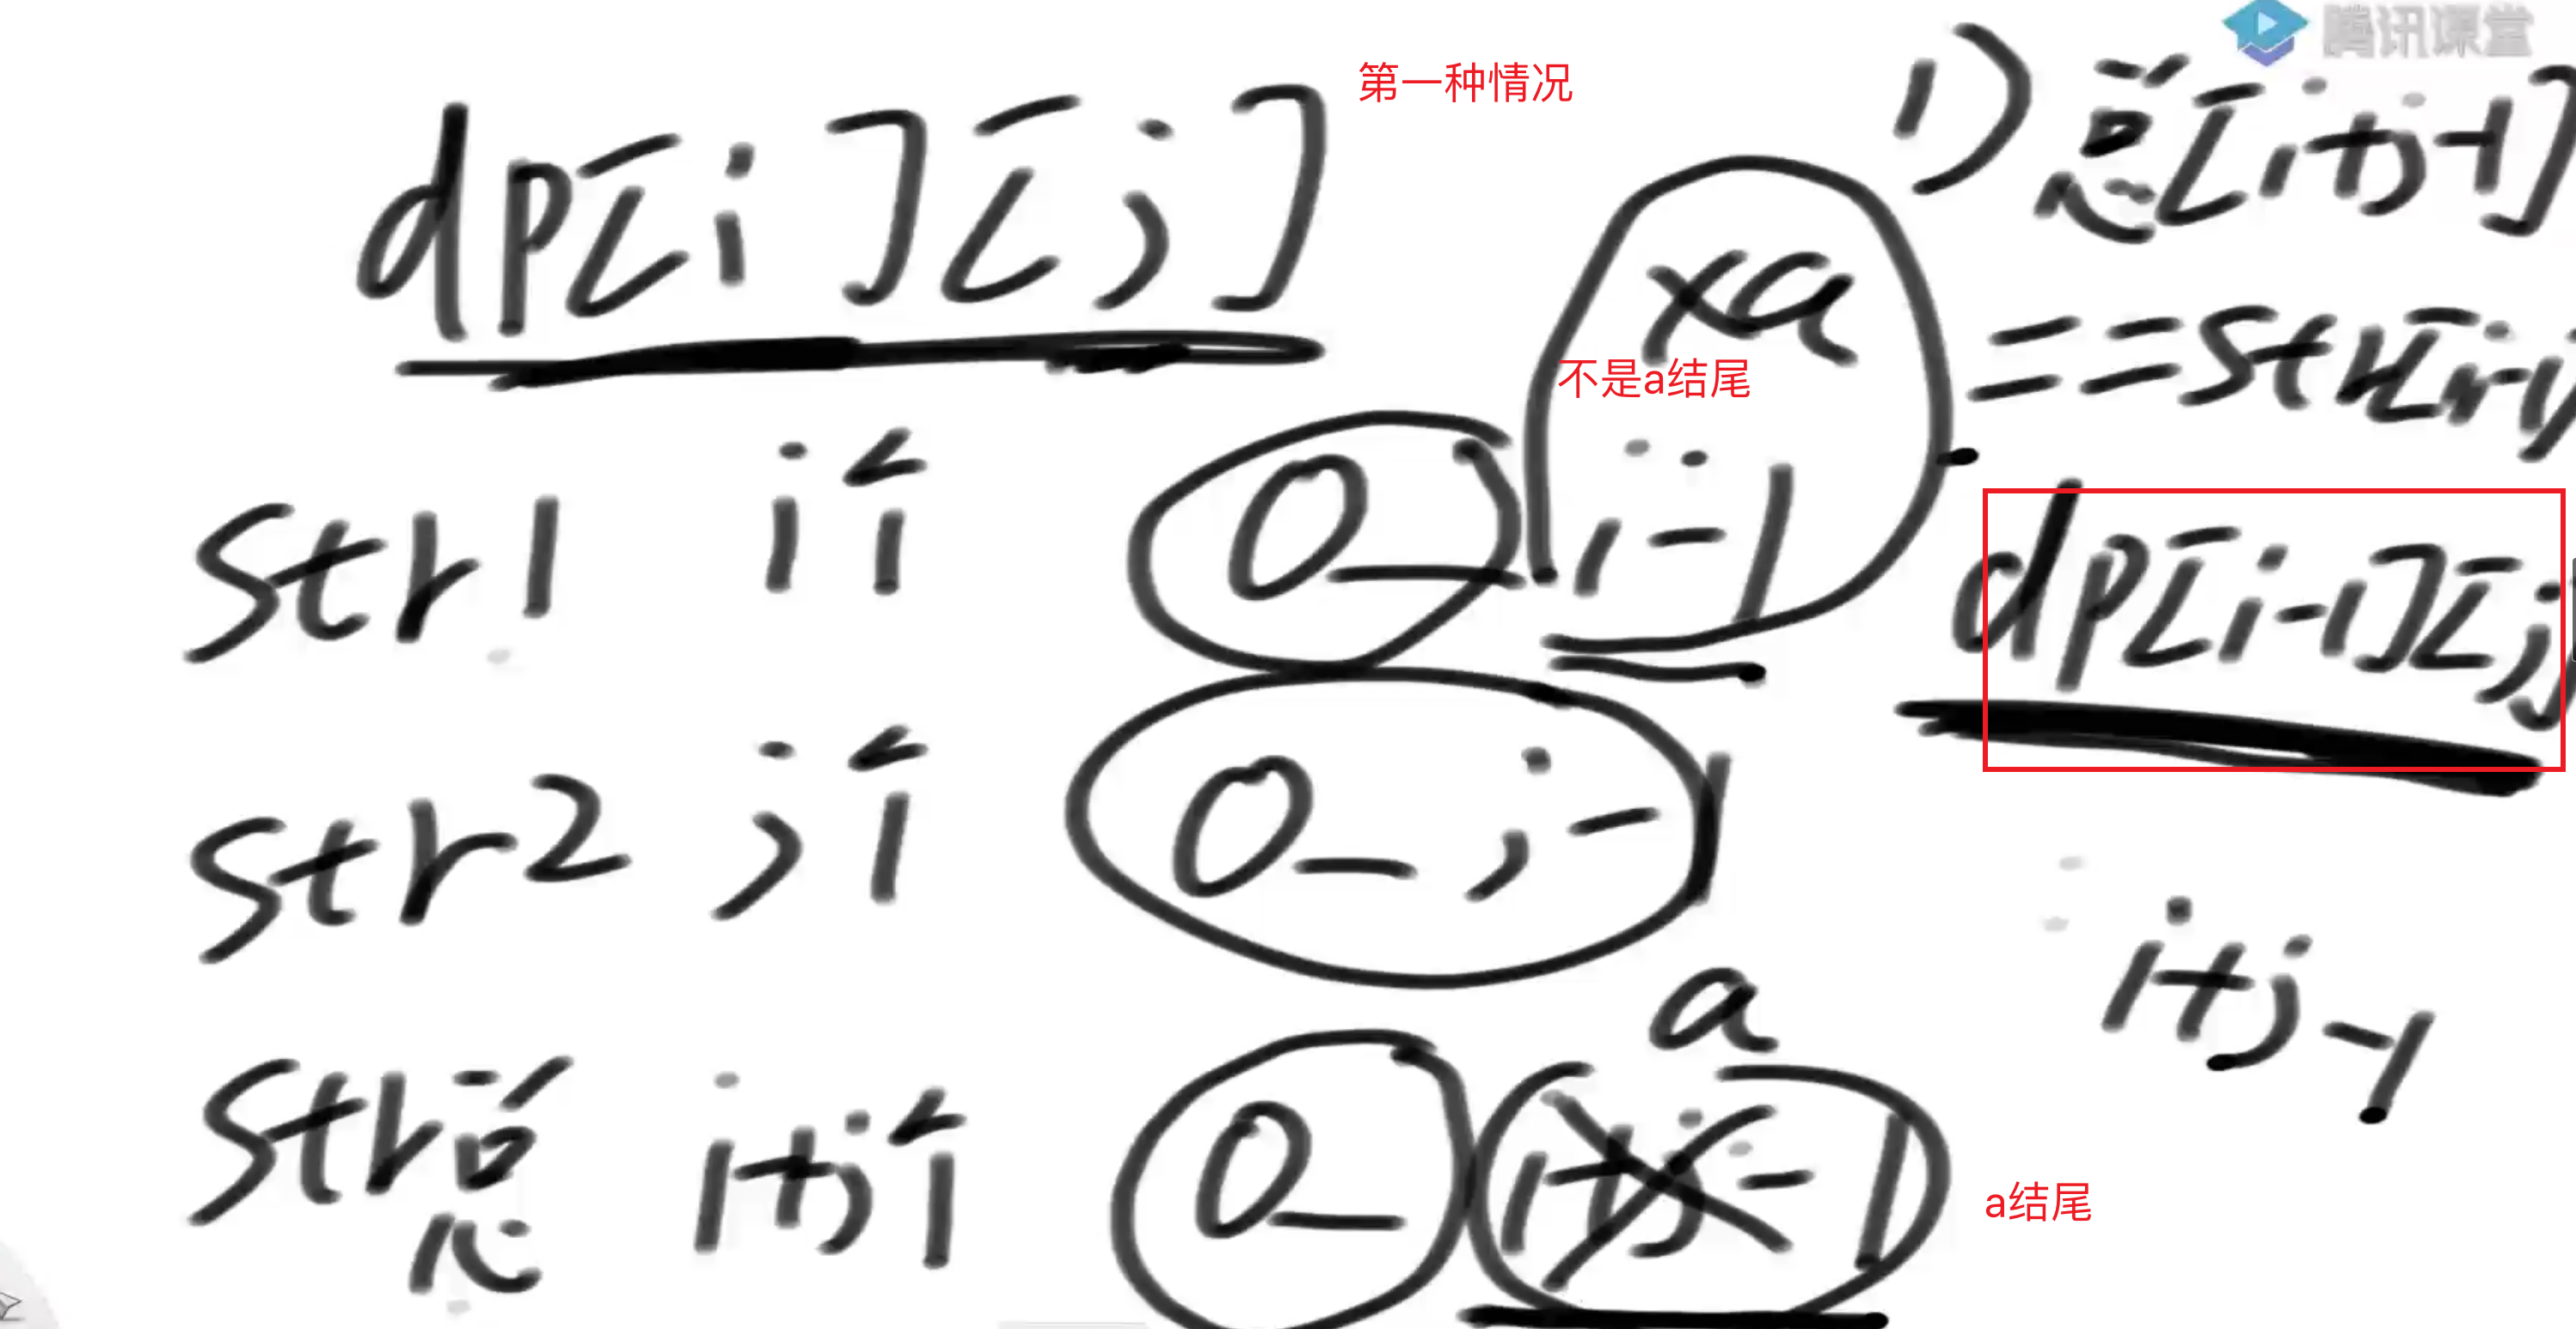 腾讯课堂
第一种情况
dp[i][j]
1) 总[i+j-1]
xa
不是a结尾
==str1[i-1]
str1 i个 0_i-1
dp[i-1][j]
str2 j个 0_j-1
i+j-1
a
str总 i+j个 0_i+j-1
a结尾